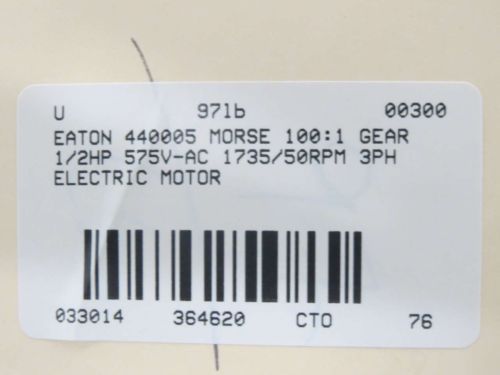 U 97lb 00300
EATON 440005 MORSE 100:1 GEAR
1/2HP 575V-AC 1735/50RPM 3PH
ELECTRIC MOTOR
033014 364620 CTO 76